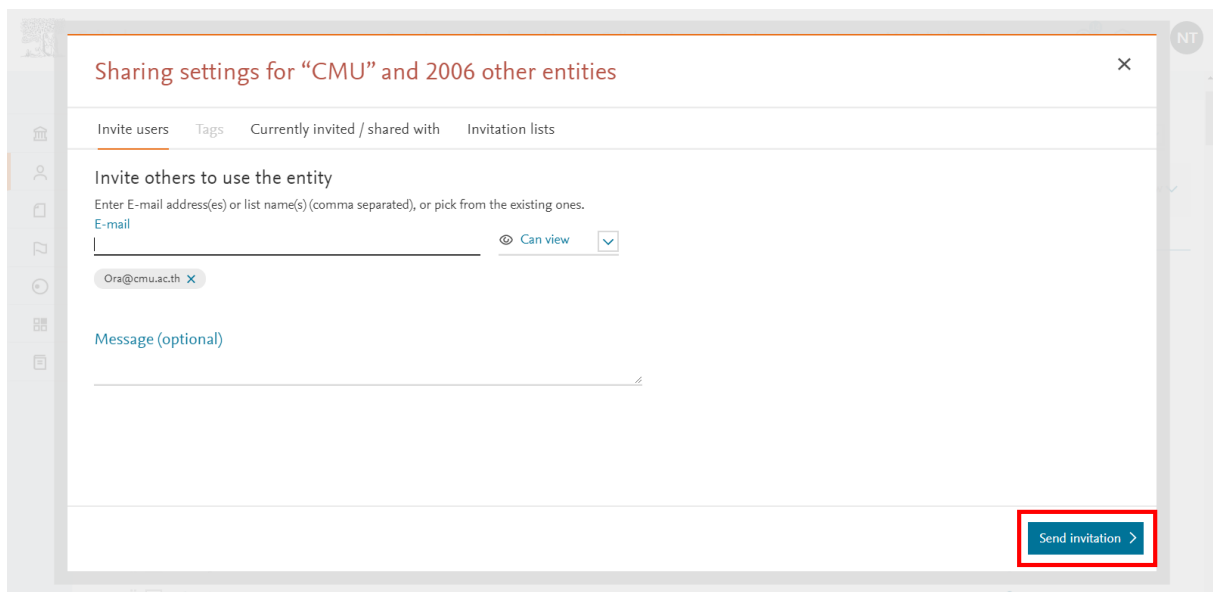 NT
Sharing settings for “CMU” and 2006 other entities
Invite users Tags Currently invited / shared with Invitation lists
Invite others to use the entity
Enter E-mail address(es) or list name(s) (comma separated), or pick from the existing ones.
E-mail
Can view
Ora@cmu.ac.th
Message (optional)
Send invitation